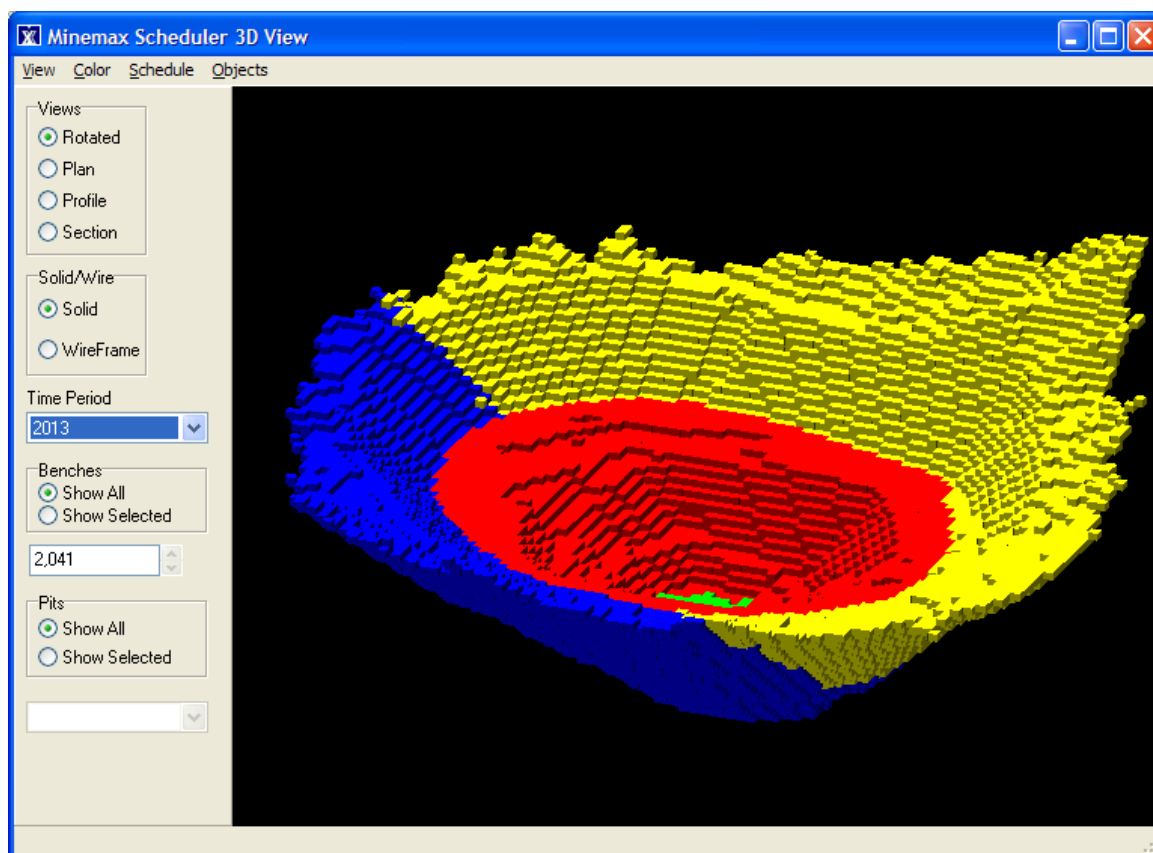 Minemax Scheduler 3D View
View Color Schedule Objects
Views
Rotated
Plan
Profile
Section
Solid/Wire
Solid
WireFrame
Time Period
2013
Benches
Show All
Show Selected
2,041
Pits
Show All
Show Selected